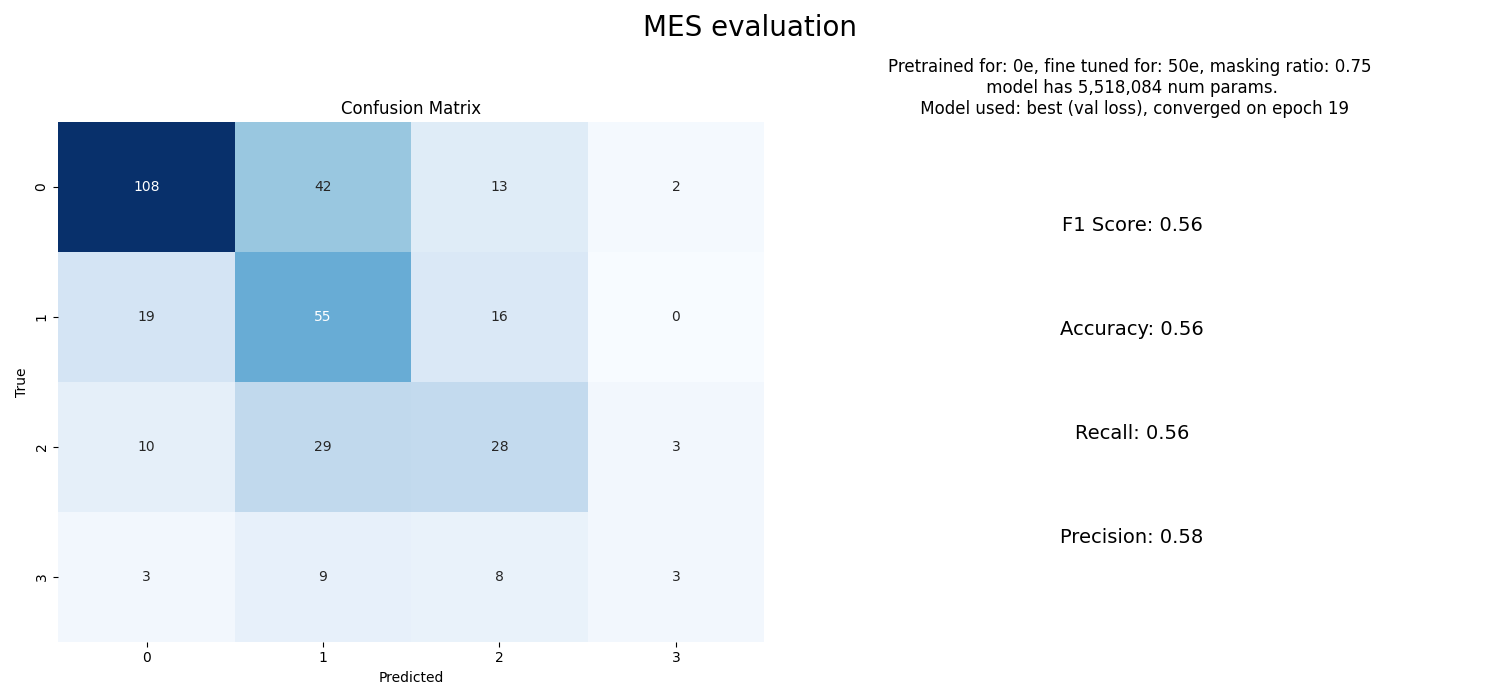 MES evaluation
Confusion Matrix
0
108
42
13
2
1
19
55
16
0
True
2
10
29
28
3
3
3
9
8
3
0
1
2
3
Predicted
Pretrained for: 0e, fine tuned for: 50e, masking ratio: 0.75
model has 5,518,084 num params.
Model used: best (val loss), converged on epoch 19
F1 Score: 0.56
Accuracy: 0.56
Recall: 0.56
Precision: 0.58